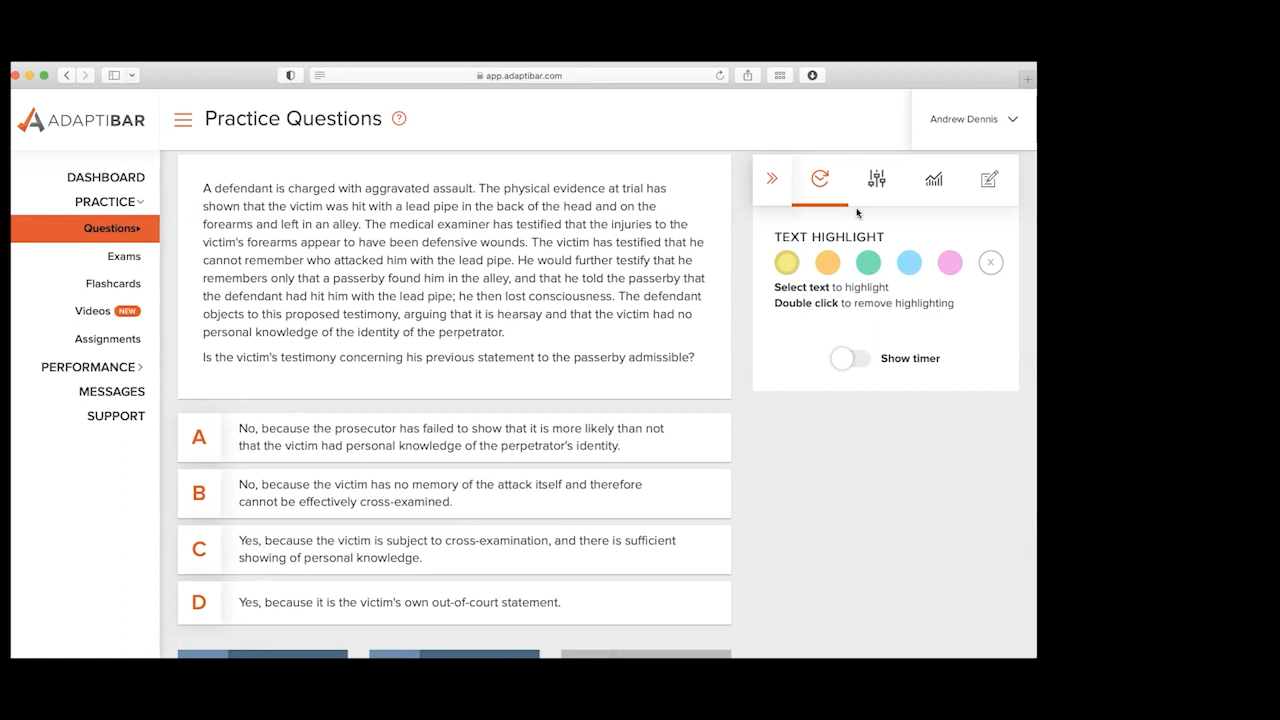 app.adaptibar.com
ADAPTIBAR
Practice Questions ?
Andrew Dennis
DASHBOARD
PRACTICE
Questions
Exams
Flashcards
Videos NEW
Assignments
PERFORMANCE
MESSAGES
SUPPORT
A defendant is charged with aggravated assault. The physical evidence at trial has
shown that the victim was hit with a lead pipe in the back of the head and on the
forearms and left in an alley. The medical examiner has testified that the injuries to the
victim's forearms appear to have been defensive wounds. The victim has testified that he
cannot remember who attacked him with the lead pipe. He would further testify that he
remembers only that a passerby found him in the alley, and that he told the passerby that
the defendant had hit him with the lead pipe; he then lost consciousness. The defendant
objects to this proposed testimony, arguing that it is hearsay and that the victim had no
personal knowledge of the identity of the perpetrator.
Is the victim's testimony concerning his previous statement to the passerby admissible?
A
No, because the prosecutor has failed to show that it is more likely than not
that the victim had personal knowledge of the perpetrator's identity.
B
No, because the victim has no memory of the attack itself and therefore
cannot be effectively cross-examined.
C
Yes, because the victim is subject to cross-examination, and there is sufficient
showing of personal knowledge.
D
Yes, because it is the victim's own out-of-court statement.
TEXT HIGHLIGHT
X
Select text to highlight
Double click to remove highlighting
Show timer